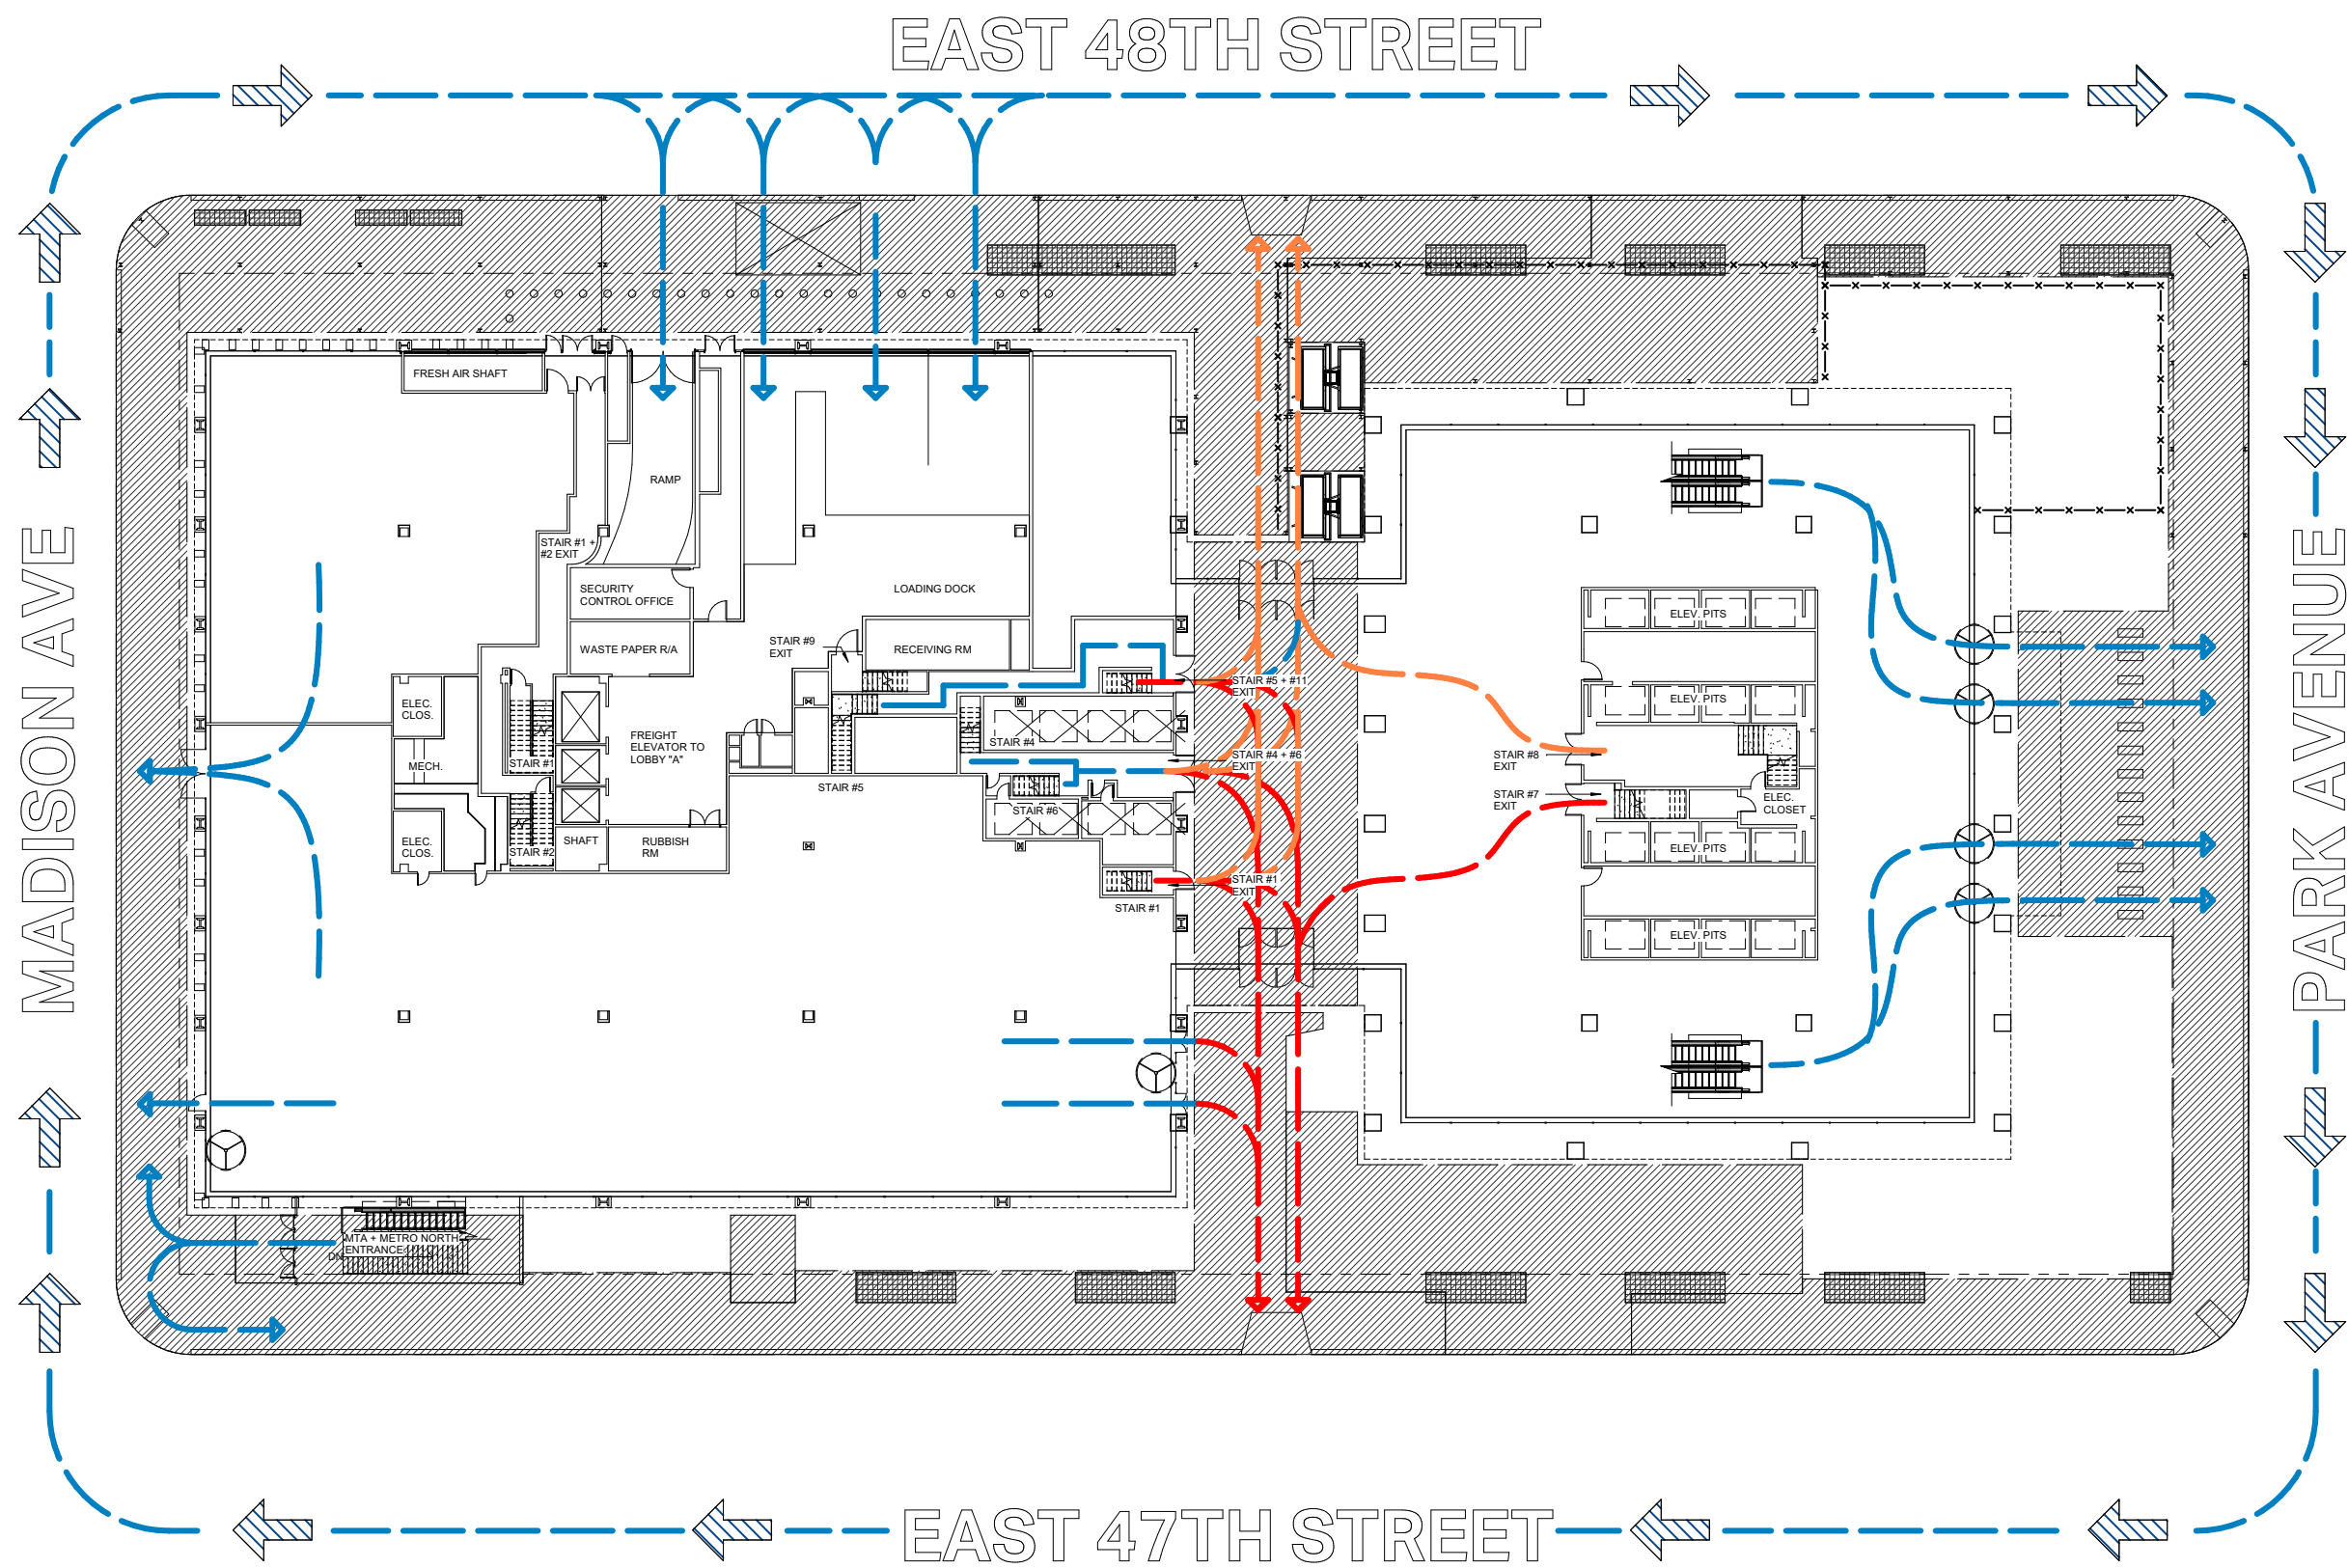 EAST 48TH STREET
FRESH AIR SHAFT
RAMP
STAIR #1 +
#2 EXIT
SECURITY
CONTROL OFFICE
LOADING DOCK
ELEV. PITS
WASTE PAPER R/A
STAIR #9
EXIT
RECEIVING RM
MADISON AVE
PARK AVENUE
ELEC.
CLOS.
STAIR #5 + #11
EXIT
ELEV. PITS
FREIGHT
ELEVATOR TO
LOBBY "A"
STAIR #4
STAIR #4 + #6
EXIT
STAIR #8
EXIT
MECH.
STAIR #1
STAIR #5
STAIR #7
EXIT
ELEC.
CLOSET
STAIR #6
ELEC.
CLOS.
STAIR #2
SHAFT
RUBBISH
RM
ELEV. PITS
STAIR #1
EXIT
STAIR #1
ELEV. PITS
MTA + METRO NORTH
ENTRANCE
DN
EAST 47TH STREET